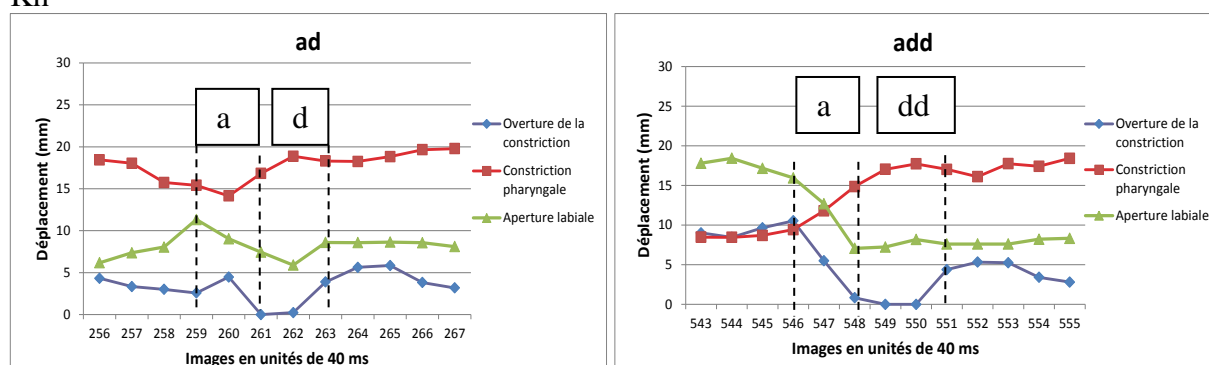 ad
30
25
20
15
10
5
0
Déplacement (mm)
a
d
256 257 258 259 260 261 262 263 264 265 266 267
Images en unités de 40 ms
Overture de la
constriction
Constriction
pharyngale
Aperture labiale
add
30
25
20
15
10
5
0
Déplacement (mm)
a
dd
543 544 545 546 547 548 549 550 551 552 553 554 555
Images en unités de 40 ms
Overture de la
constriction
Constriction
pharyngale
Aperture labiale